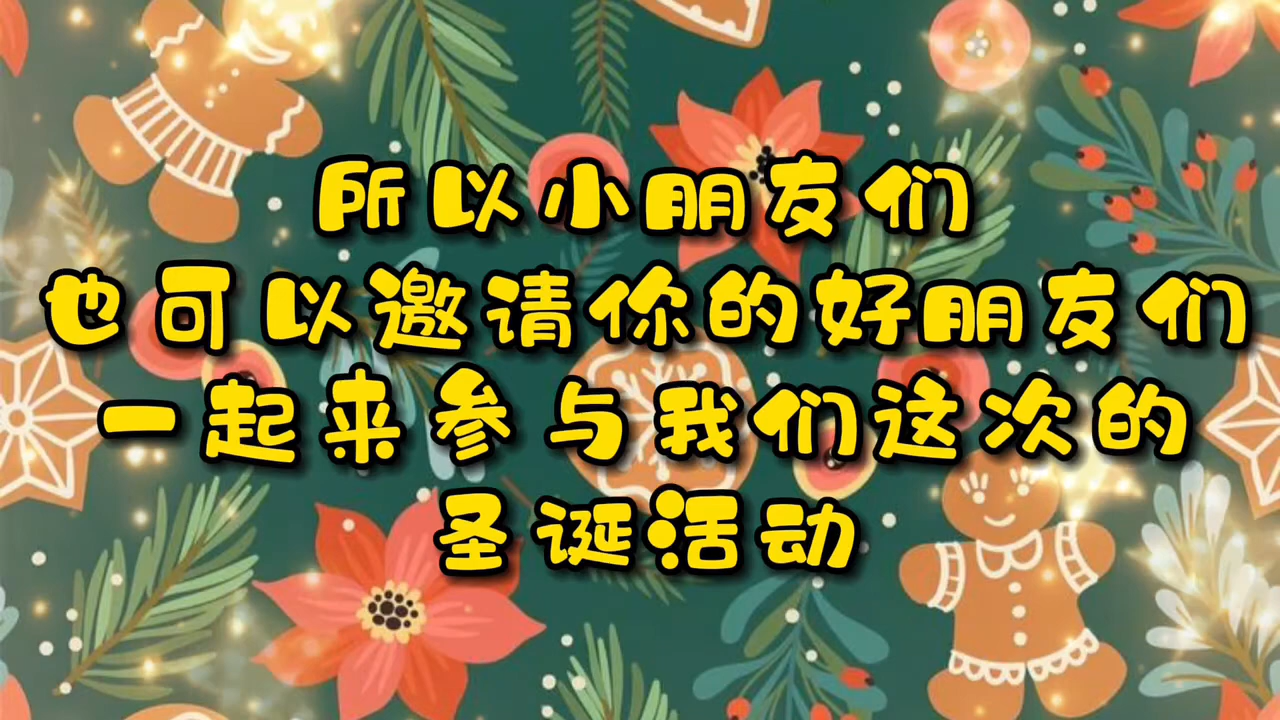 所以小朋友们
也可以邀请你的好朋友们
一起来参与我们这次的
圣诞活动